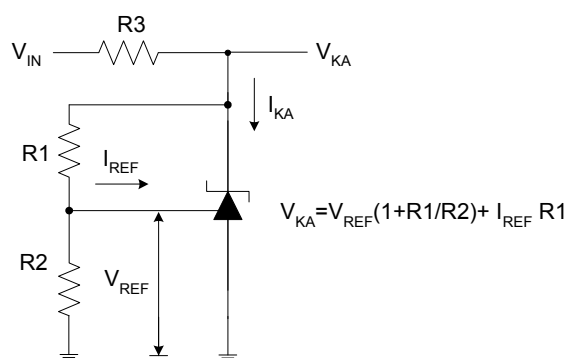 R3
V_IN
V_KA
I_KA
R1
I_REF
V_KA=V_REF(1+R1/R2)+ I_REF R1
R2
V_REF